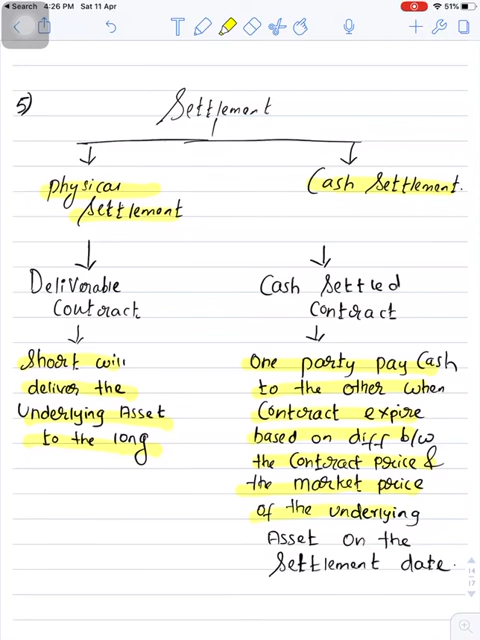 4:26 PM Sat 11 Apr
51%
5)
Settlement
Physical
Settlement
Cash Settlement.
Deliverable
Contract
Cash Settled
Contract
Short will
deliver the
Underlying Asset
to the long
One party pay Cash
to the other when
Contract expire
based on diff b/w
the Contract price &
the market price
of the underlying
Asset on the
Settlement date.
14
17